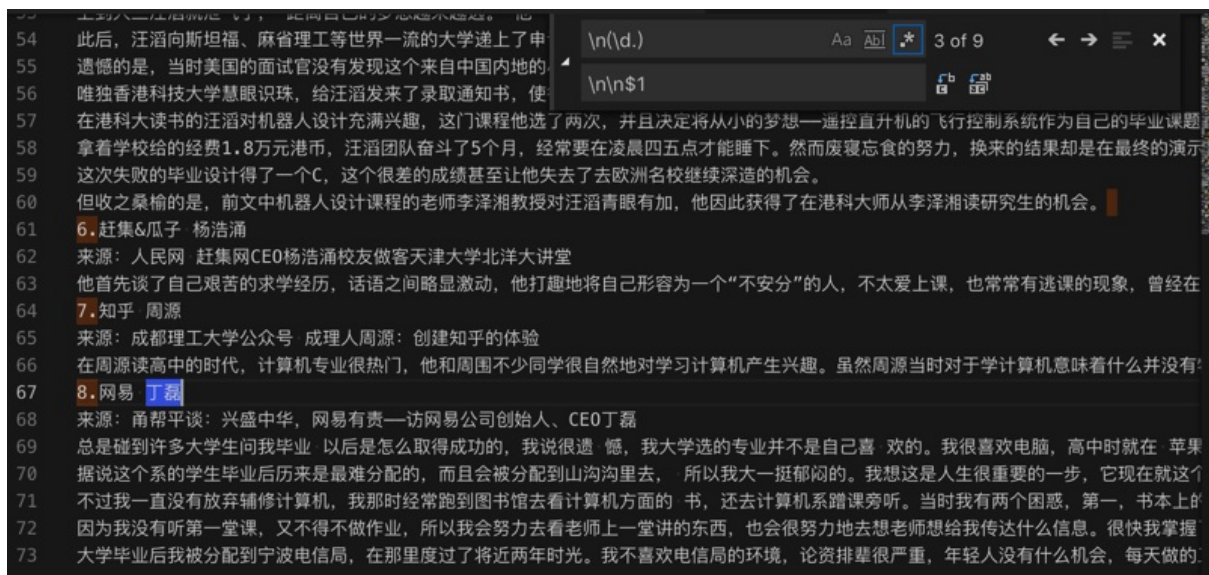 \n(\d.)
Aa Abl .* 3 of 9
\n\n$1
54 此后，汪滔向斯坦福、麻省理工等世界一流的大学递上了申
55 遗憾的是，当时美国的面试官没有发现这个来自中国内地的
56 唯独香港科技大学慧眼识珠，给汪滔发来了录取通知书，使
57 在港科大读书的汪滔对机器人设计充满兴趣，这门课程他选了两次，并且决定将从小的梦想——遥控直升机的飞行控制系统作为自己的毕业课题
58 拿着学校给的经费1.8万元港币，汪滔团队奋斗了5个月，经常要在凌晨四五点才能睡下。然而废寝忘食的努力，换来的结果却是在最终的演示
59 这次失败的毕业设计得了一个C，这个很差的成绩甚至让他失去了去欧洲名校继续深造的机会。
60 但收之桑榆的是，前文中机器人设计课程的老师李泽湘教授对汪滔青眼有加，他因此获得了在港科大师从李泽湘读研究生的机会。
61 6.赶集&瓜子 杨浩涌
62 来源：人民网 赶集网CEO杨浩涌校友做客天津大学北洋大讲堂
63 他首先谈了自己艰苦的求学经历，话语之间略显激动，他打趣地将自己形容为一个“不安分”的人，不太爱上课，也常常有逃课的现象，曾经在
64 7.知乎 周源
65 来源：成都理工大学公众号 成理人周源：创建知乎的体验
66 在周源读高中的时代，计算机专业很热门，他和周围不少同学很自然地对学习计算机产生兴趣。虽然周源当时对于学计算机意味着什么并没有
67 8.网易 丁磊
68 来源：甬帮平谈：兴盛中华，网易有责——访网易公司创始人、CEO丁磊
69 总是碰到许多大学生问我毕业 以后是怎么取得成功的，我说很遗 憾，我大学选的专业并不是自己喜 欢的。我很喜欢电脑，高中时就在 苹果
70 据说这个系的学生毕业后历来是最难分配的，而且会被分配到山沟沟里去， 所以我大一挺郁闷的。我想这是人生很重要的一步，它现在就这个
71 不过我一直没有放弃辅修计算机，我那时经常跑到图书馆去看计算机方面的 书，还去计算机系蹭课旁听。当时我有两个困惑，第一，书本上的
72 因为我没有听第一堂课，又不得不做作业，所以我会努力去看老师上一堂讲的东西，也会很努力地去想老师想给我传达什么信息。很快我掌握
73 大学毕业后我被分配到宁波电信局，在那里度过了将近两年时光。我不喜欢电信局的环境，论资排辈很严重，年轻人没有什么机会，每天做的